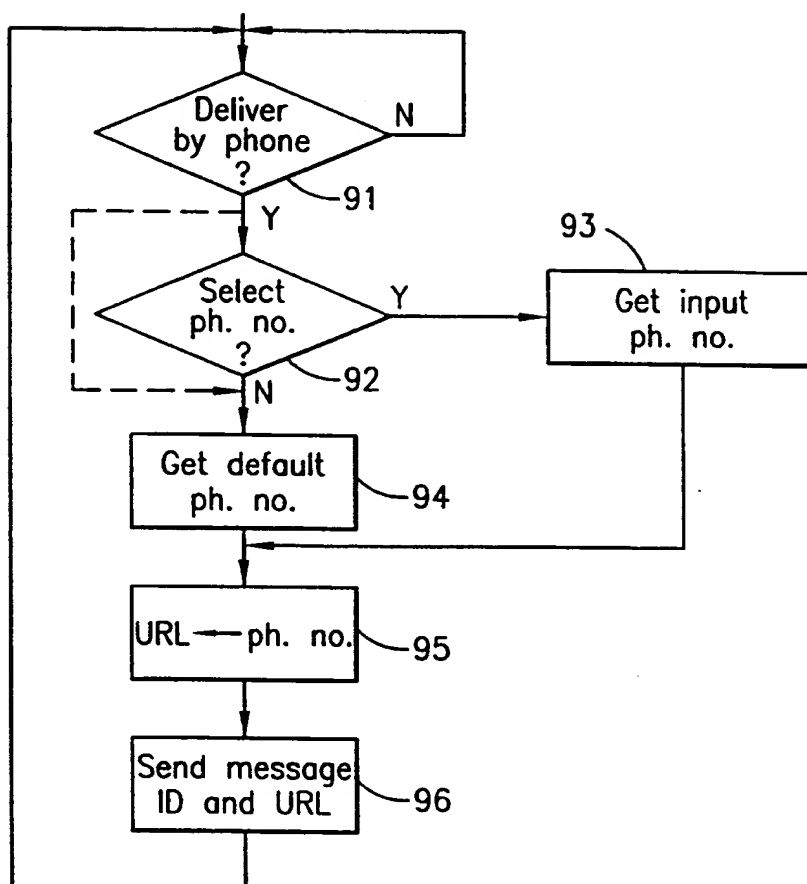 Deliver
by phone
?
N
91
Y
Select
ph. no.
?
Y
92
N
93
Get input
ph. no.
Get default
ph. no.
94
URL ← ph. no.
95
Send message
ID and URL
96